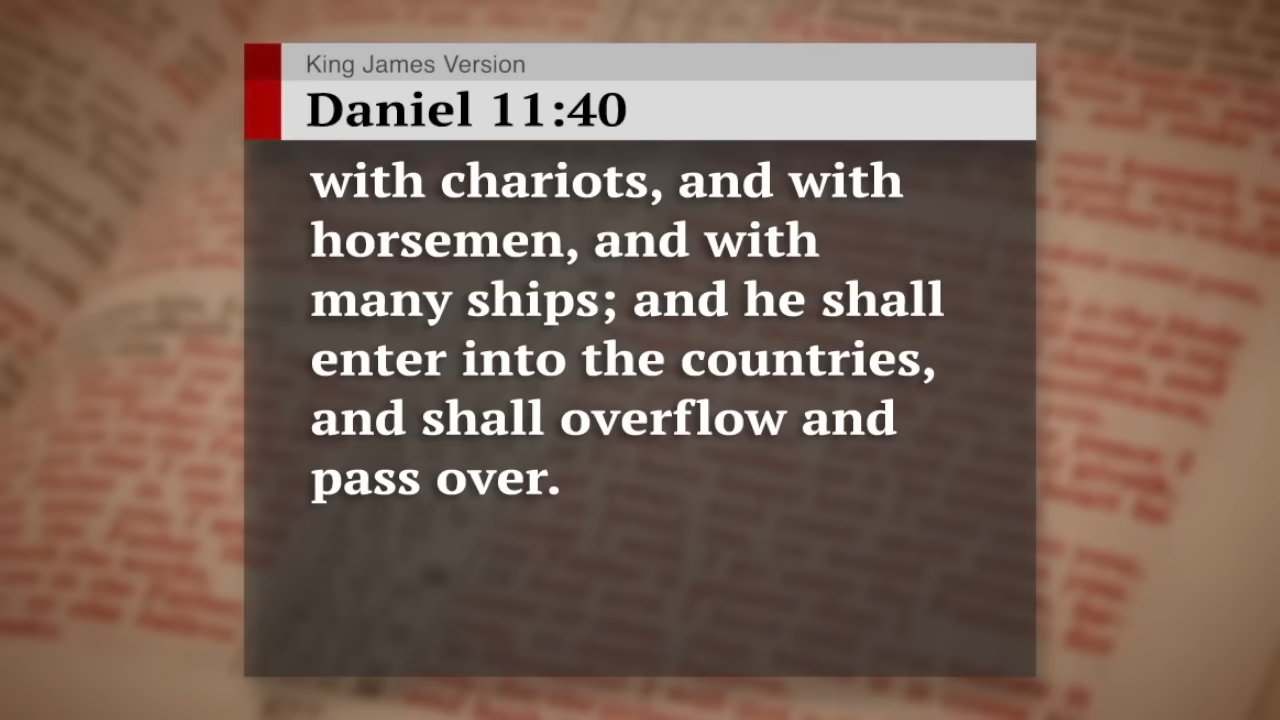 King James Version
Daniel 11:40
with chariots, and with
horsemen, and with
many ships; and he shall
enter into the countries,
and shall overflow and
pass over.